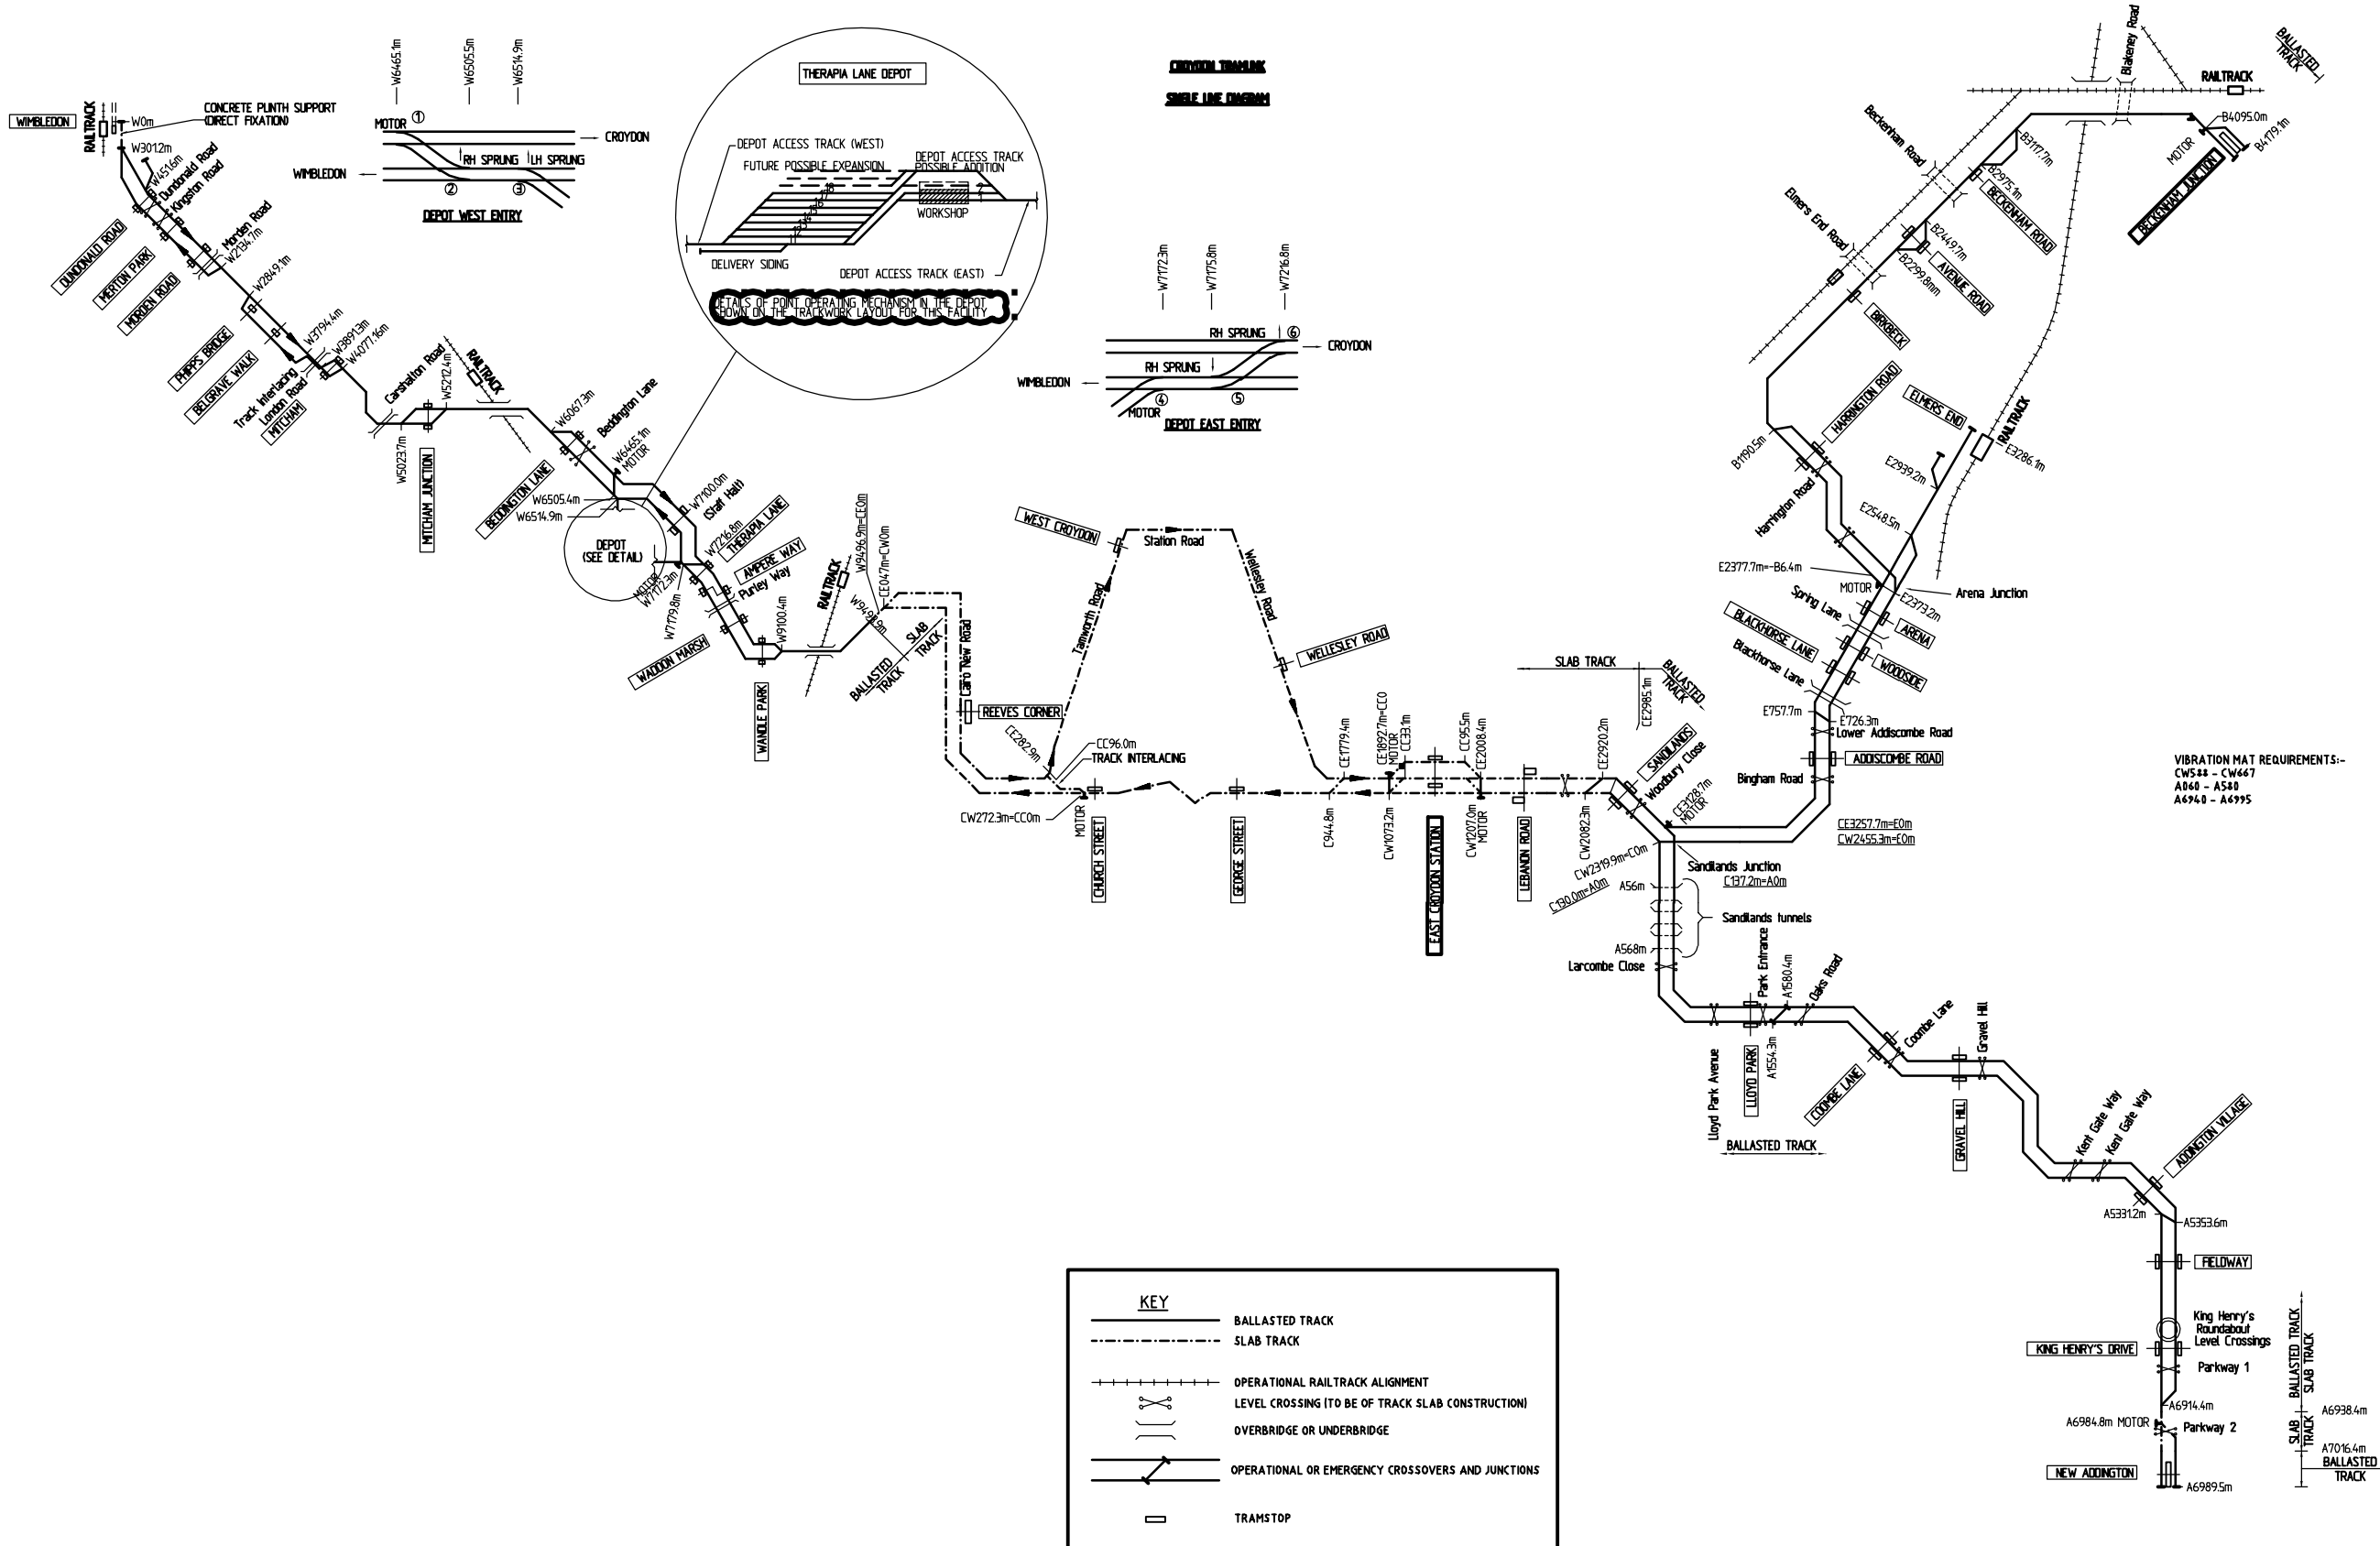 CROYDON TRAMLINK
SINGLE LINE DIAGRAM
WIMBLEDON
RAILTRACK
W0m
CONCRETE PLINTH SUPPORT
(DIRECT FIXATION)
W301.2m
W451.6m
Dundonald Road
Kingston Road
Morden Road
W2134.7m
DUNDONALD ROAD
MERTON PARK
MORDEN ROAD
W2849.1m
PHIPPS BRIDGE
BELGRAVE WALK
W3794.4m
W3891.3m
W4077.16m
Track Interlacing
London Road
MITCHAM
Carshalton Road
W5023.7m
W5212.4m
MITCHAM JUNCTION
RAILTRACK
W6067.3m
Beddington Lane
BEDDINGTON LANE
W6465.1m
MOTOR
W6505.4m
W6514.9m
DEPOT
(SEE DETAIL)
W7100.0m
(Staff Halt)
W7216.8m
THERAPIA LANE
MOTOR
W7172.3m
W7179.8m
AMPERE WAY
Purley Way
WADDON MARSH
WANDLE PARK
W9100.4m
RAILTRACK
W9496.9m=CE0m
CE047m=CW0m
BALLASTED
TRACK
SLAB
TRACK
W6465.1m
W6505.5m
W6514.9m
MOTOR
1
CROYDON
RH SPRUNG
LH SPRUNG
WIMBLEDON
2
3
DEPOT WEST ENTRY
THERAPIA LANE DEPOT
DEPOT ACCESS TRACK (WEST)
FUTURE POSSIBLE EXPANSION
DEPOT ACCESS TRACK
POSSIBLE ADDITION
WORKSHOP
DELIVERY SIDING
DEPOT ACCESS TRACK (EAST)
DETAILS OF POINT OPERATING MECHANISM IN THE DEPOT
SHOWN ON THE TRACKWORK LAYOUT FOR THIS FACILITY
W7172.3m
W7175.8m
W7216.8m
RH SPRUNG
6
CROYDON
RH SPRUNG
WIMBLEDON
4
5
MOTOR
DEPOT EAST ENTRY
Cairo New Road
REEVES CORNER
CE282.9m
CC96.0m
TRACK INTERLACING
CW272.3m=CC0m
MOTOR
CHURCH STREET
Tamworth Road
WEST CROYDON
Station Road
Wellesley Road
WELLESLEY ROAD
GEORGE STREET
C944.8m
CE1779.4m
CE1892.7m=CC0
MOTOR
CC33.1m
CW1073.2m
EAST CROYDON STATION
CC95.5m
CE2008.4m
CW1207.0m
MOTOR
LEBANON ROAD
SLAB TRACK
BALLASTED
TRACK
CE2985.1m
CE2920.2m
CW2082.3m
SANDILANDS
Woodbury Close
CE3128.7m
MOTOR
CW2319.9m=C0m
C130.0m=A0m
Sandilands Junction
C137.2m=A0m
CE3257.7m=E0m
CW2455.3m=E0m
A56m
Sandilands tunnels
A568m
Larcombe Close
Lloyd Park Avenue
LLOYD PARK
Park Entrance
A1554.3m
A1580.4m
Oaks Road
BALLASTED TRACK
COOMBE LANE
Coombe Lane
GRAVEL HILL
Gravel Hill
Kent Gate Way
Kent Gate Way
ADDINGTON VILLAGE
A5331.2m
A5353.6m
FIELDWAY
King Henry's
Roundabout
Level Crossings
KING HENRY'S DRIVE
Parkway 1
A6914.4m
A6984.8m MOTOR
Parkway 2
NEW ADDINGTON
A6989.5m
BALLASTED TRACK
SLAB TRACK
A6938.4m
SLAB
TRACK
A7016.4m
BALLASTED
TRACK
Bingham Road
ADDISCOMBE ROAD
Lower Addiscombe Road
E757.7m
E726.3m
Blackhorse Lane
BLACKHORSE LANE
WOODSIDE
Spring Lane
ARENA
Arena Junction
MOTOR
E2373.2m
E2377.7m=-B6.4m
E2548.5m
E2939.2m
ELMERS END
RAILTRACK
E3286.1m
Harrington Road
HARRINGTON ROAD
B1190.5m
BIRKBECK
Elmers End Road
B2299.8mm
AVENUE ROAD
B2449.7m
Beckenham Road
BECKENHAM ROAD
B2975.1m
B3117.7m
Blakeney Road
RAILTRACK
BALLASTED
TRACK
B4095.0m
MOTOR
B4179.1m
BECKENHAM JUNCTION
VIBRATION MAT REQUIREMENTS:-
CW588 - CW667
A060 - A580
A6940 - A6995
KEY
BALLASTED TRACK
SLAB TRACK
OPERATIONAL RAILTRACK ALIGNMENT
LEVEL CROSSING (TO BE OF TRACK SLAB CONSTRUCTION)
OVERBRIDGE OR UNDERBRIDGE
OPERATIONAL OR EMERGENCY CROSSOVERS AND JUNCTIONS
TRAMSTOP